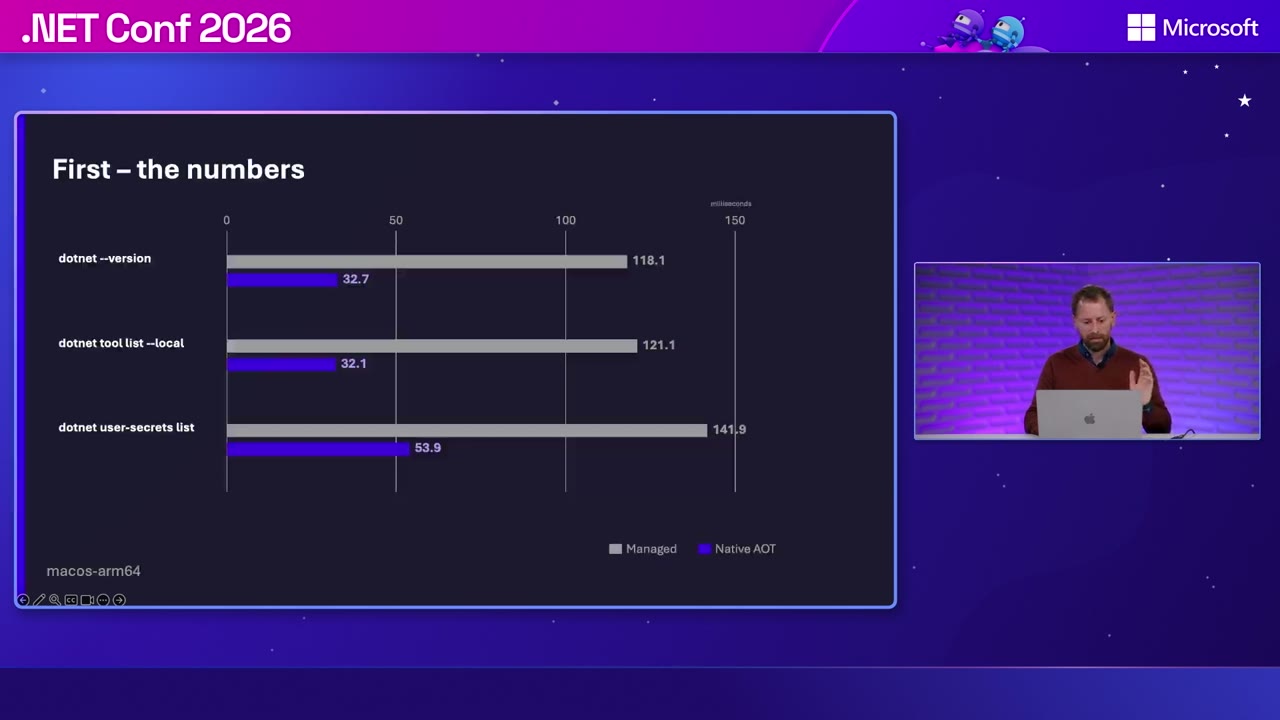 .NET Conf 2026
Microsoft
First – the numbers
milliseconds
0 50 100 150
dotnet --version
118.1
32.7
dotnet tool list --local
121.1
32.1
dotnet user-secrets list
141.9
53.9
Managed Native AOT
macos-arm64